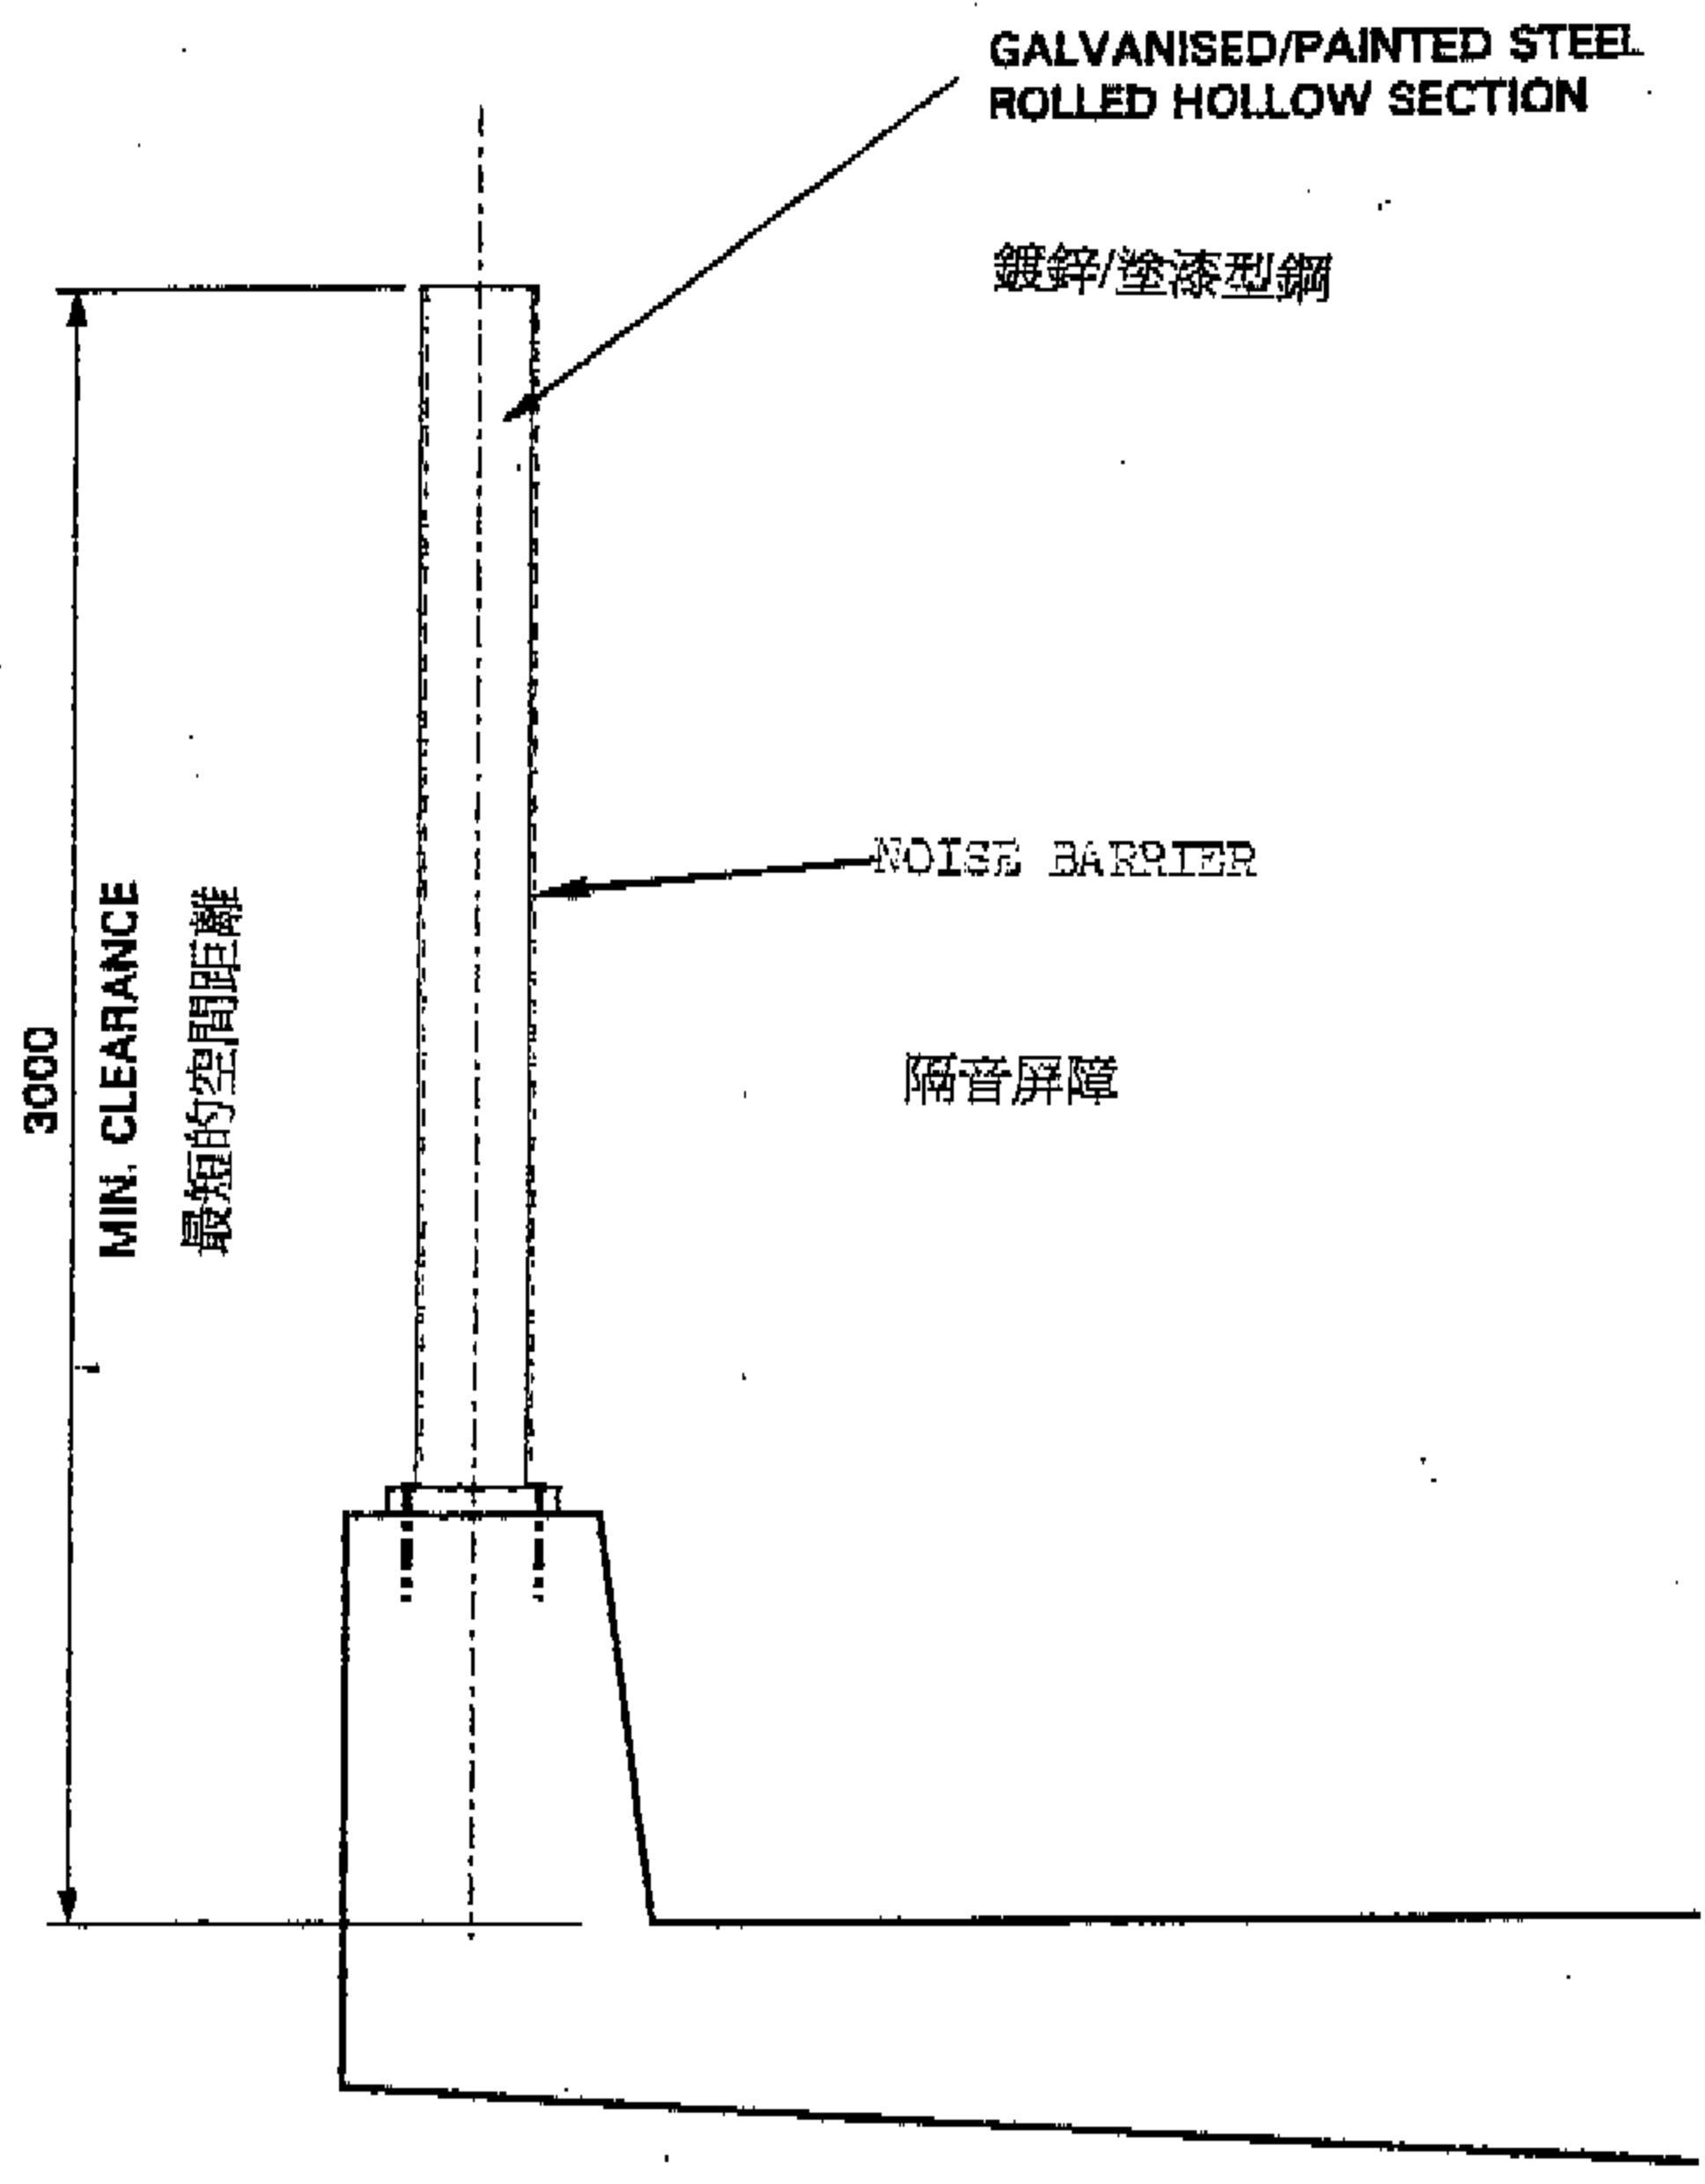 GALVANISED/PAINTED STEEL
ROLLED HOLLOW SECTION
鍍鋅/塗漆型鋼
NOISE BARRIER
隔音屏障
3000
MIN. CLEARANCE
最短的空間距離